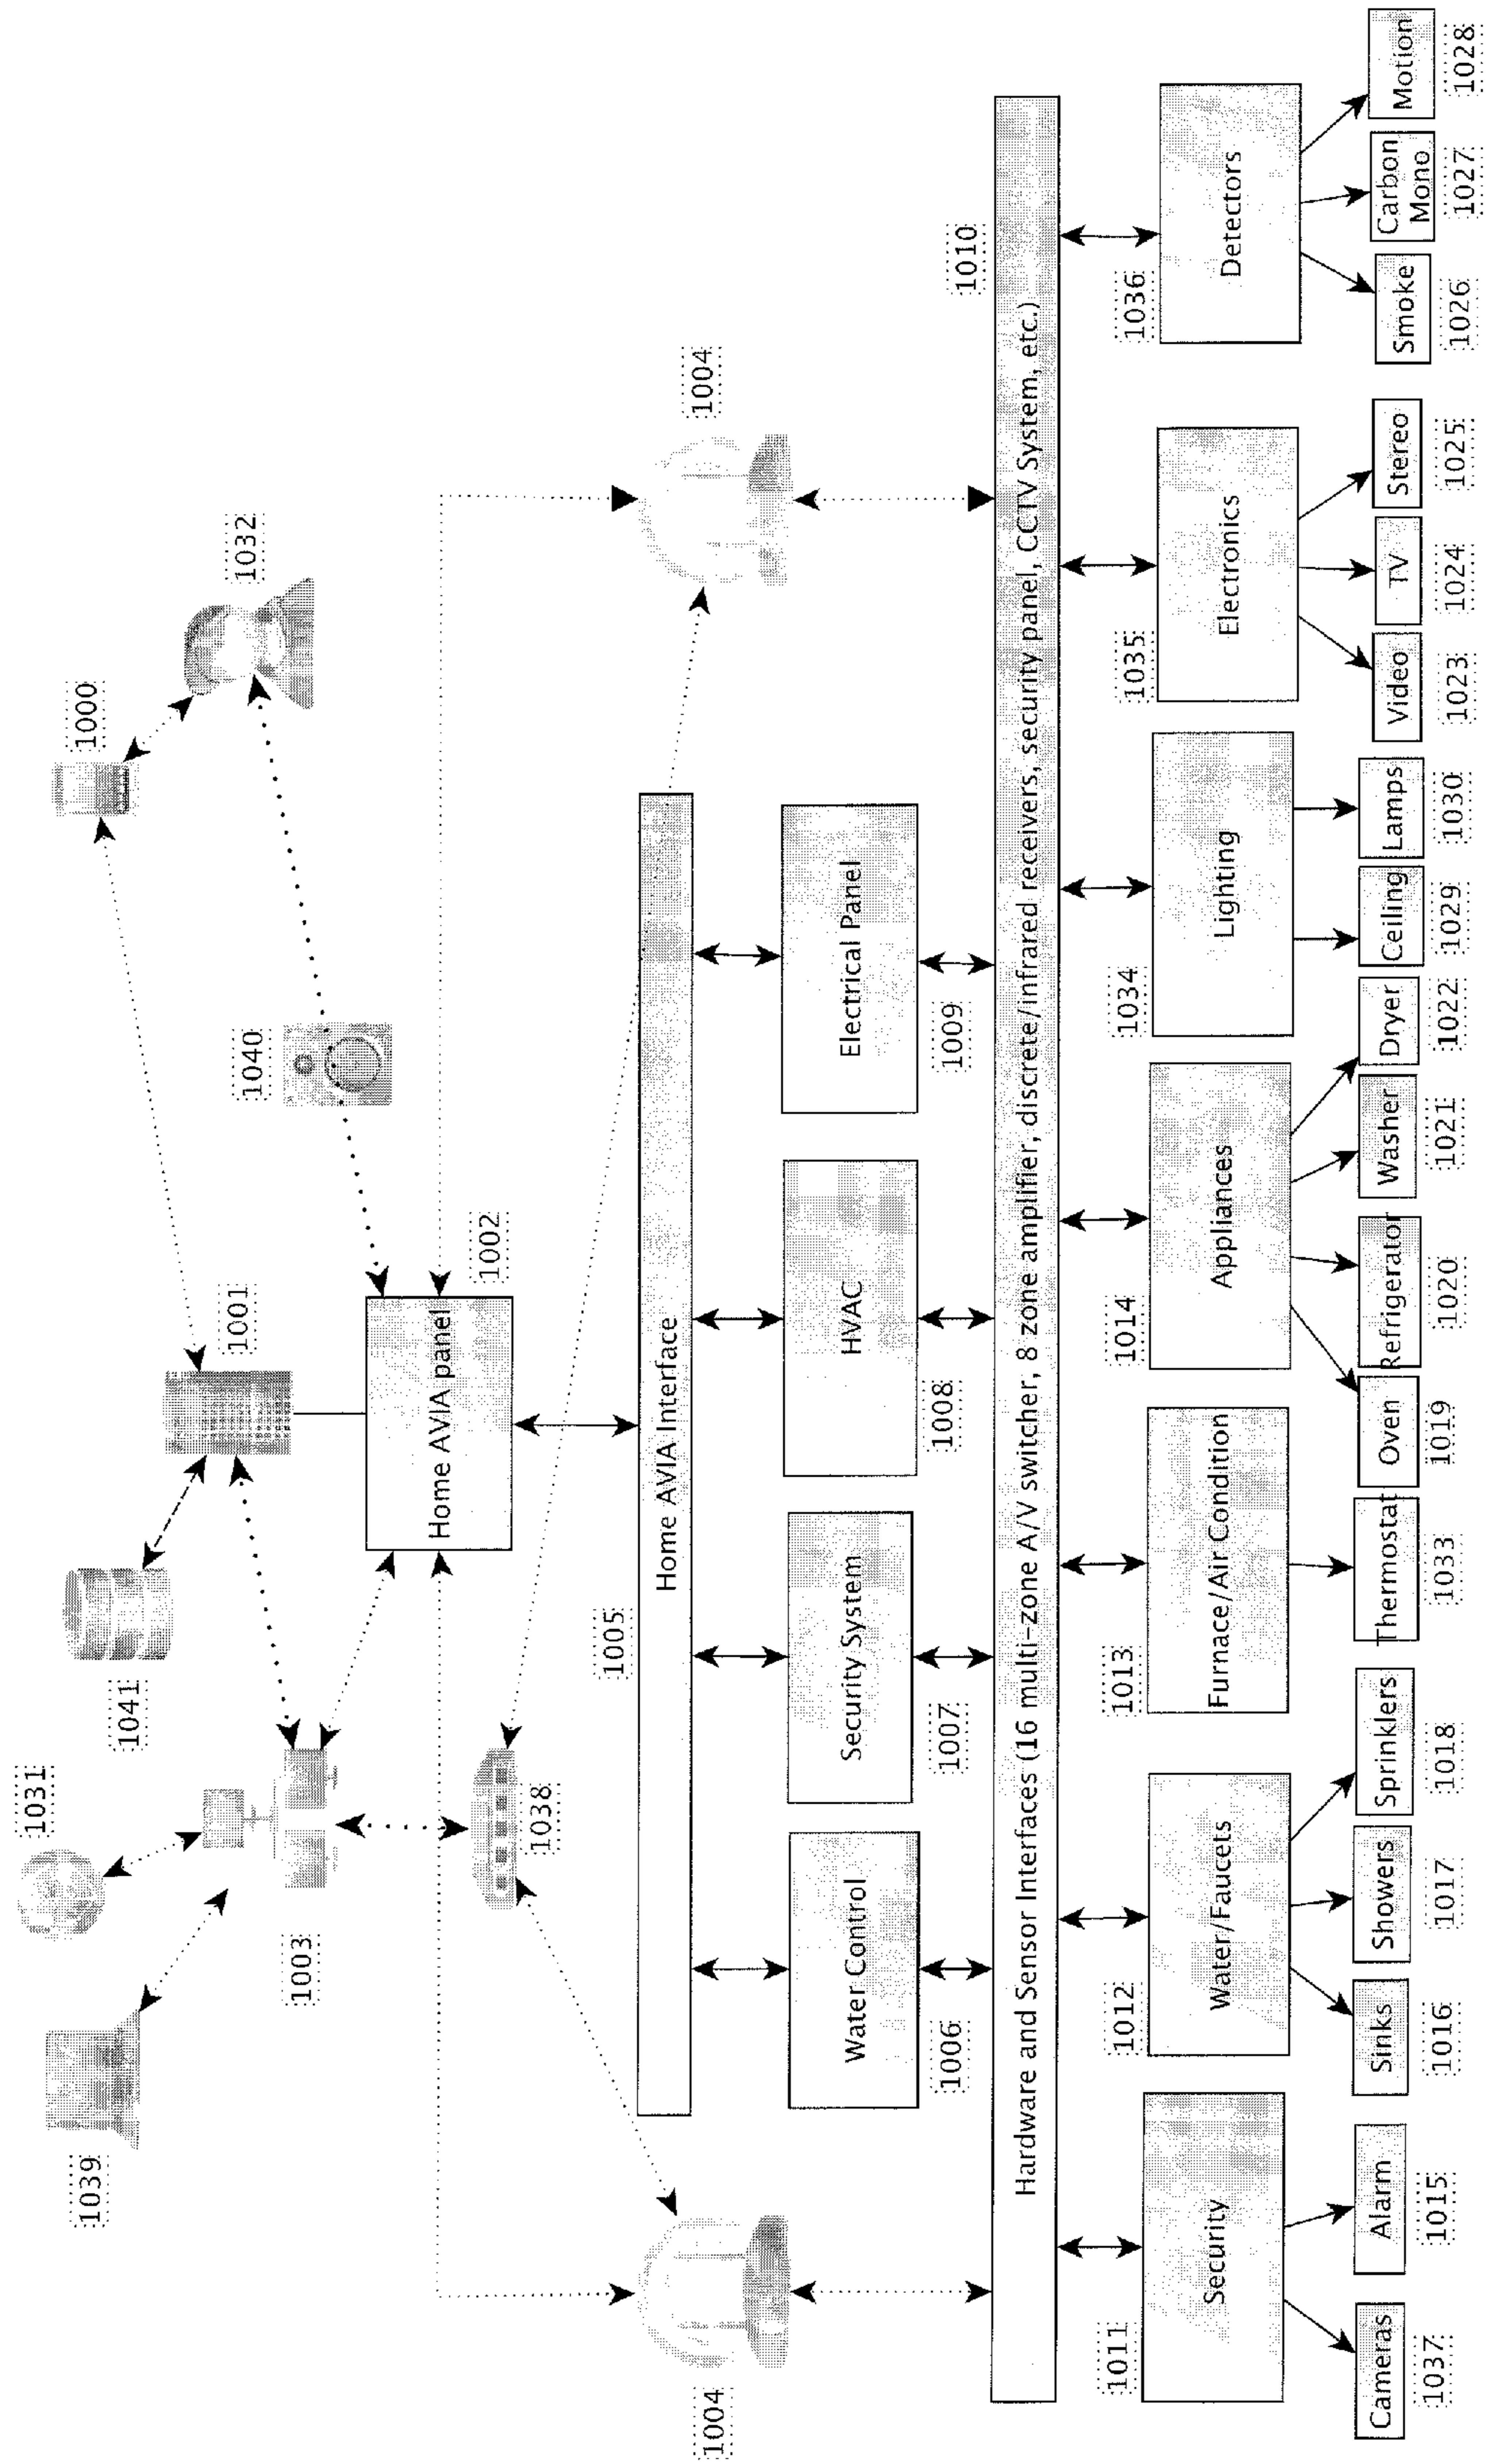 1031
1000
1039
1041
1001
1040
1032
1003
Home AVIA panel
1002
1038
1004
1004
1005
Home AVIA Interface
Water Control
Security System
HVAC
Electrical Panel
1006
1007
1008
1009
1010
Hardware and Sensor Interfaces (16 multi-zone A/V switcher, 8 zone amplifier, discrete/infrared receivers, security panel, CCTV System, etc.)
1011
1012
1013
1014
1034
1035
1036
Security
Water/Faucets
Furnace/Air Condition
Appliances
Lighting
Electronics
Detectors
Cameras
Alarm
Sinks
Showers
Sprinklers
Thermostat
Oven
Refrigerator
Washer
Dryer
Ceiling
Lamps
Video
TV
Stereo
Smoke
Carbon
Mono
Motion
1037
1015
1016
1017
1018
1033
1019
1020
1021
1022
1029
1030
1023
1024
1025
1026
1027
1028